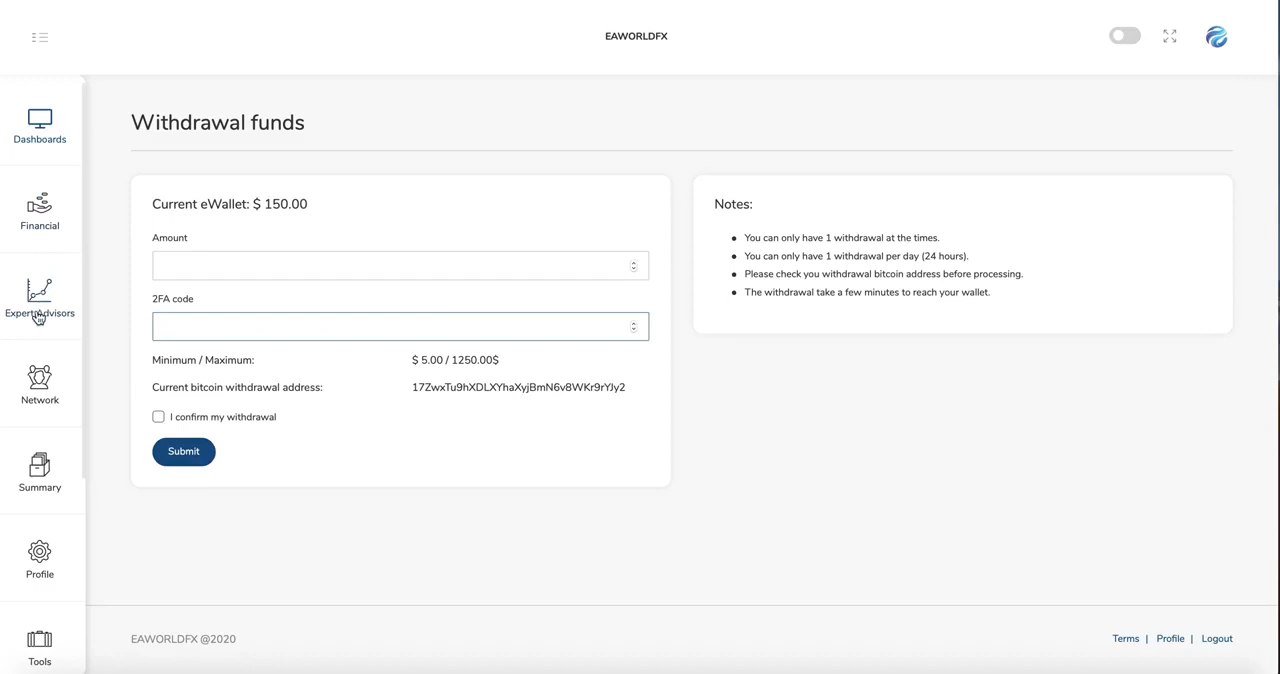 EAWORLDFX
Dashboards
Financial
Expert Advisors
Network
Summary
Profile
Tools
Withdrawal funds
Current eWallet: $ 150.00
Amount
2FA code
Minimum / Maximum: $ 5.00 / 1250.00$
Current bitcoin withdrawal address: 17ZwxTu9hXDLXYhaXyjBmN6v8WKr9rYJy2
I confirm my withdrawal
Submit
Notes:
You can only have 1 withdrawal at the times.
You can only have 1 withdrawal per day (24 hours).
Please check you withdrawal bitcoin address before processing.
The withdrawal take a few minutes to reach your wallet.
EAWORLDFX @2020
Terms | Profile | Logout